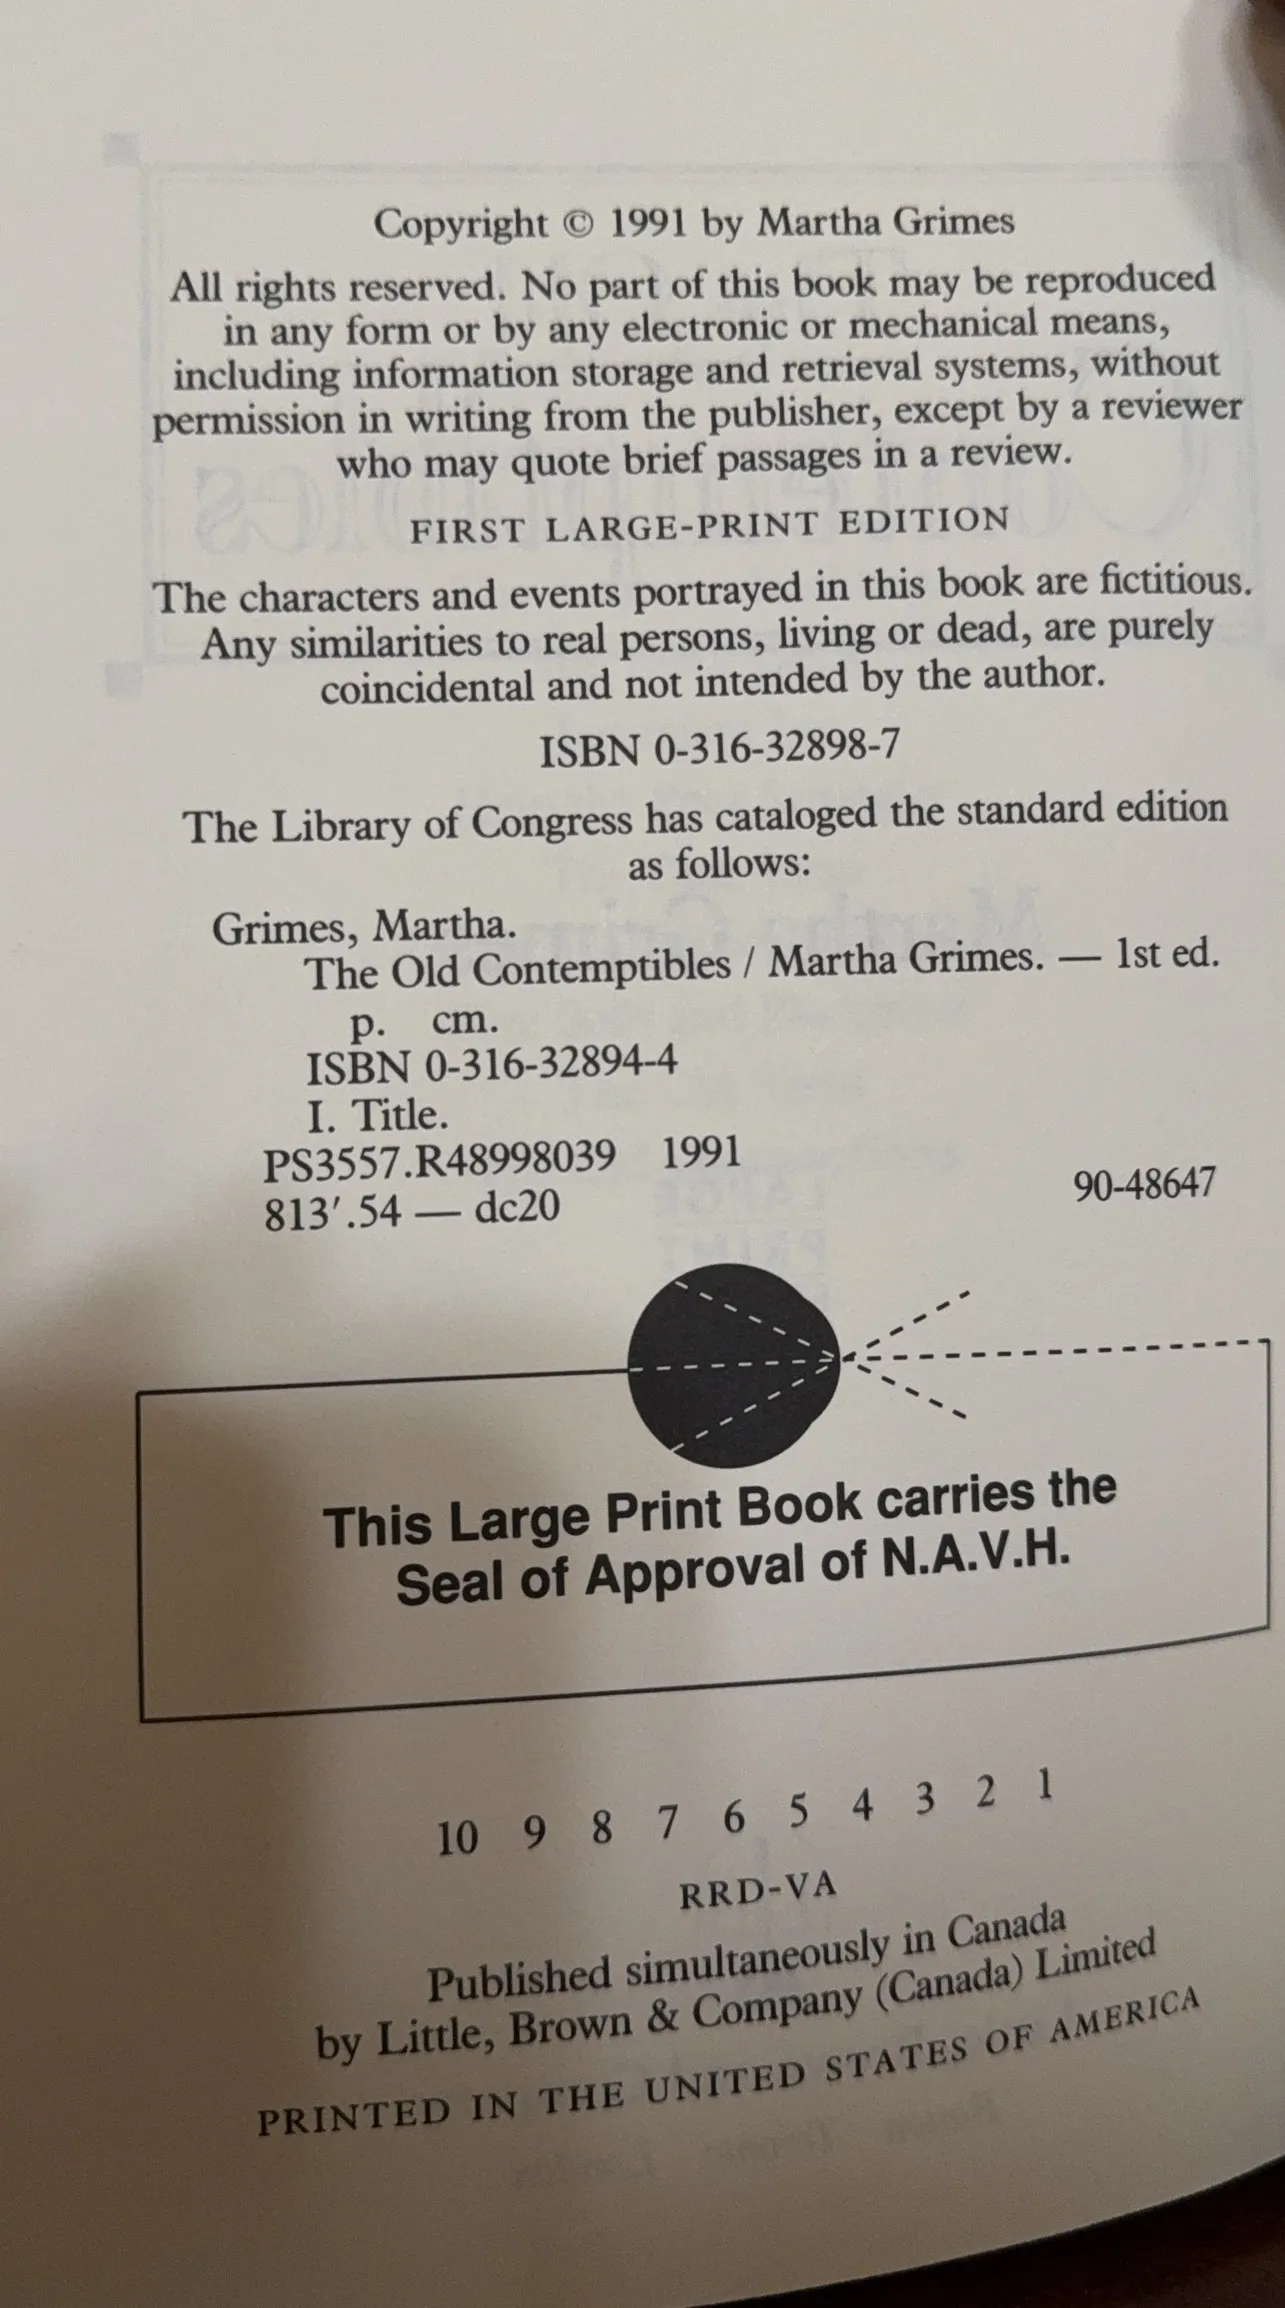 Copyright © 1991 by Martha Grimes
All rights reserved. No part of this book may be reproduced
in any form or by any electronic or mechanical means,
including information storage and retrieval systems, without
permission in writing from the publisher, except by a reviewer
who may quote brief passages in a review.
FIRST LARGE-PRINT EDITION
The characters and events portrayed in this book are fictitious.
Any similarities to real persons, living or dead, are purely
coincidental and not intended by the author.
ISBN 0-316-32898-7
The Library of Congress has cataloged the standard edition
as follows:
Grimes, Martha.
The Old Contemptibles / Martha Grimes. — 1st ed.
p. cm.
ISBN 0-316-32894-4
I. Title.
PS3557.R48998039 1991
813'.54 — dc20 90-48647
This Large Print Book carries the
Seal of Approval of N.A.V.H.
10 9 8 7 6 5 4 3 2 1
RRD-VA
Published simultaneously in Canada
by Little, Brown & Company (Canada) Limited
PRINTED IN THE UNITED STATES OF AMERICA